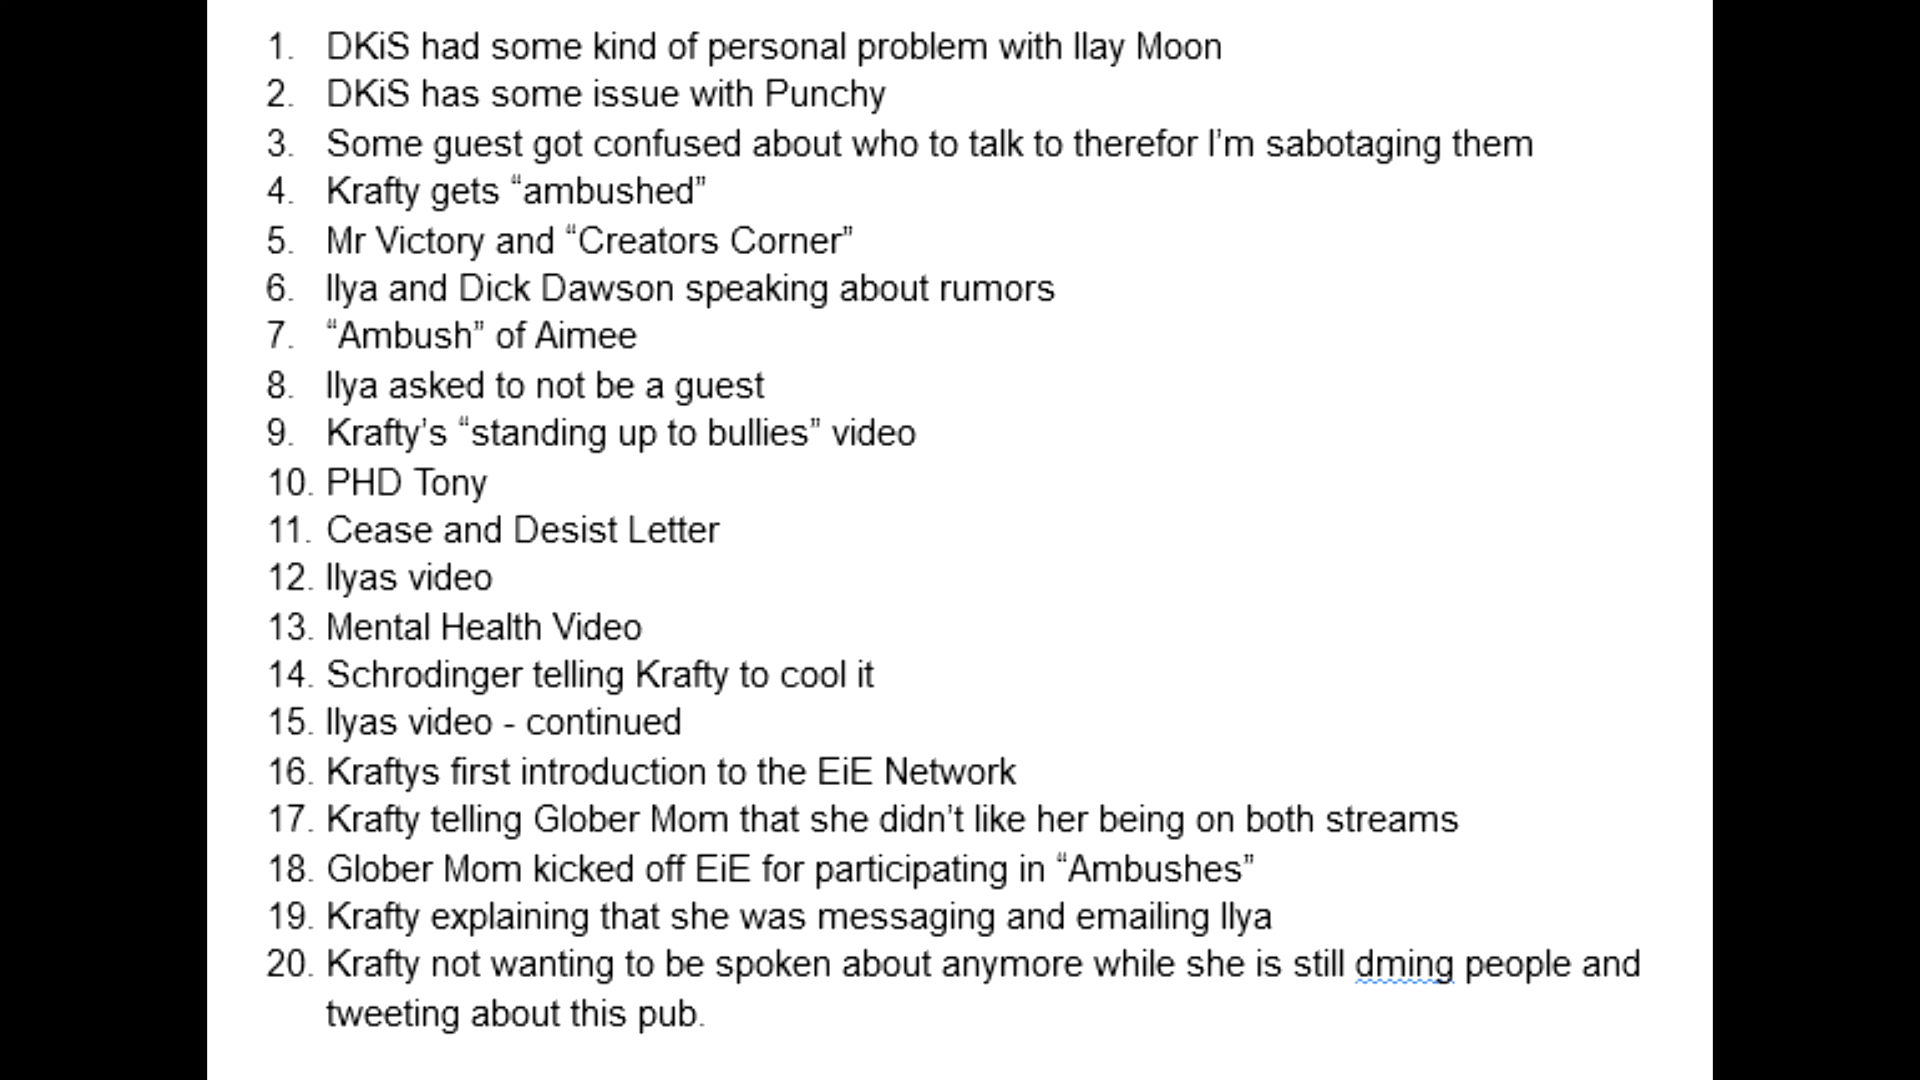 1. DKiS had some kind of personal problem with Ilay Moon
2. DKiS has some issue with Punchy
3. Some guest got confused about who to talk to therefor I’m sabotaging them
4. Krafty gets “ambushed”
5. Mr Victory and “Creators Corner”
6. Ilya and Dick Dawson speaking about rumors
7. “Ambush” of Aimee
8. Ilya asked to not be a guest
9. Krafty’s “standing up to bullies” video
10. PHD Tony
11. Cease and Desist Letter
12. Ilyas video
13. Mental Health Video
14. Schrodinger telling Krafty to cool it
15. Ilyas video - continued
16. Kraftys first introduction to the EiE Network
17. Krafty telling Glober Mom that she didn’t like her being on both streams
18. Glober Mom kicked off EiE for participating in “Ambushes”
19. Krafty explaining that she was messaging and emailing Ilya
20. Krafty not wanting to be spoken about anymore while she is still dming people and
tweeting about this pub.